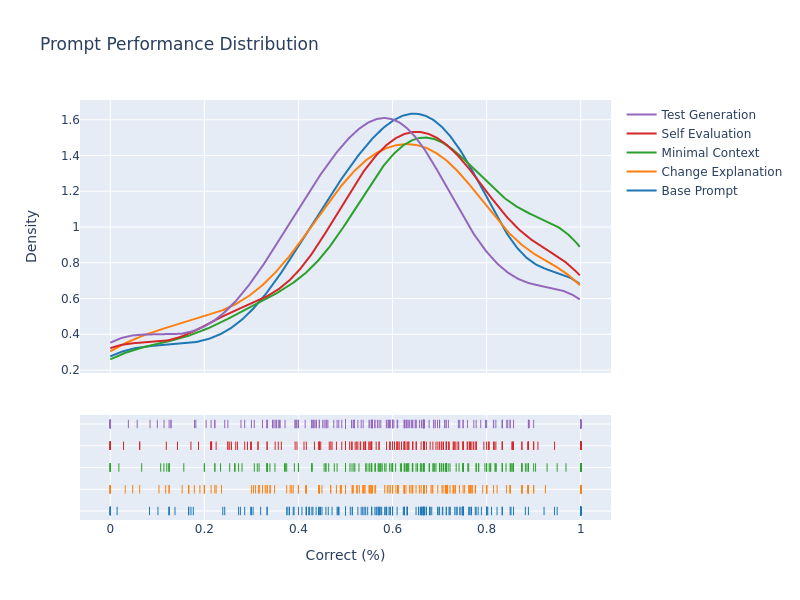 Prompt Performance Distribution
1.6
1.4
1.2
1
0.8
0.6
0.4
0.2
Density
Test Generation
Self Evaluation
Minimal Context
Change Explanation
Base Prompt
0 0.2 0.4 0.6 0.8 1
Correct (%)